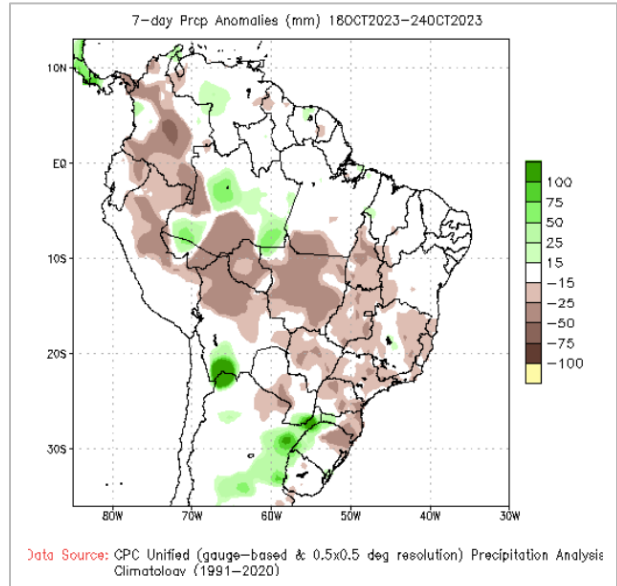 7-day Prcp Anomalies (mm) 18OCT2023-24OCT2023
10N
EQ
10S
20S
30S
80W 70W 60W 50W 40W 30W
100
75
50
25
15
-15
-25
-50
-75
-100
Data Source: CPC Unified (gauge-based & 0.5x0.5 deg resolution) Precipitation Analysis
Climatology (1991-2020)